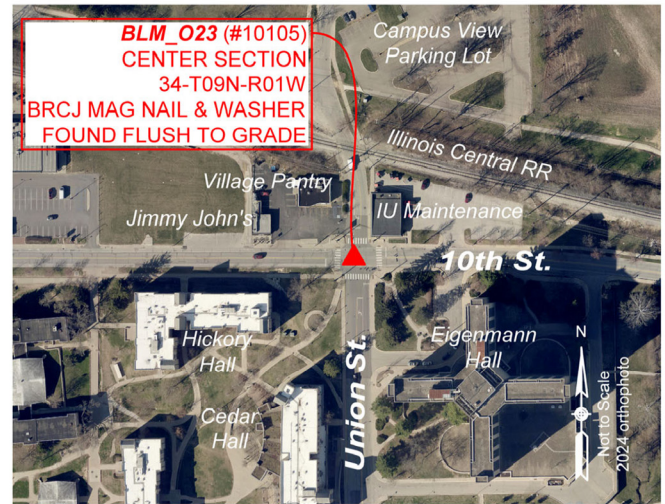 BLM_O23 (#10105)
CENTER SECTION
34-T09N-R01W
BRCJ MAG NAIL & WASHER
FOUND FLUSH TO GRADE
Campus View
Parking Lot
Illinois Central RR
Village Pantry
Jimmy John's
IU Maintenance
10th St.
Hickory
Hall
Eigenmann
Hall
Cedar
Hall
Union St.
N
Not to Scale
2024 orthophoto